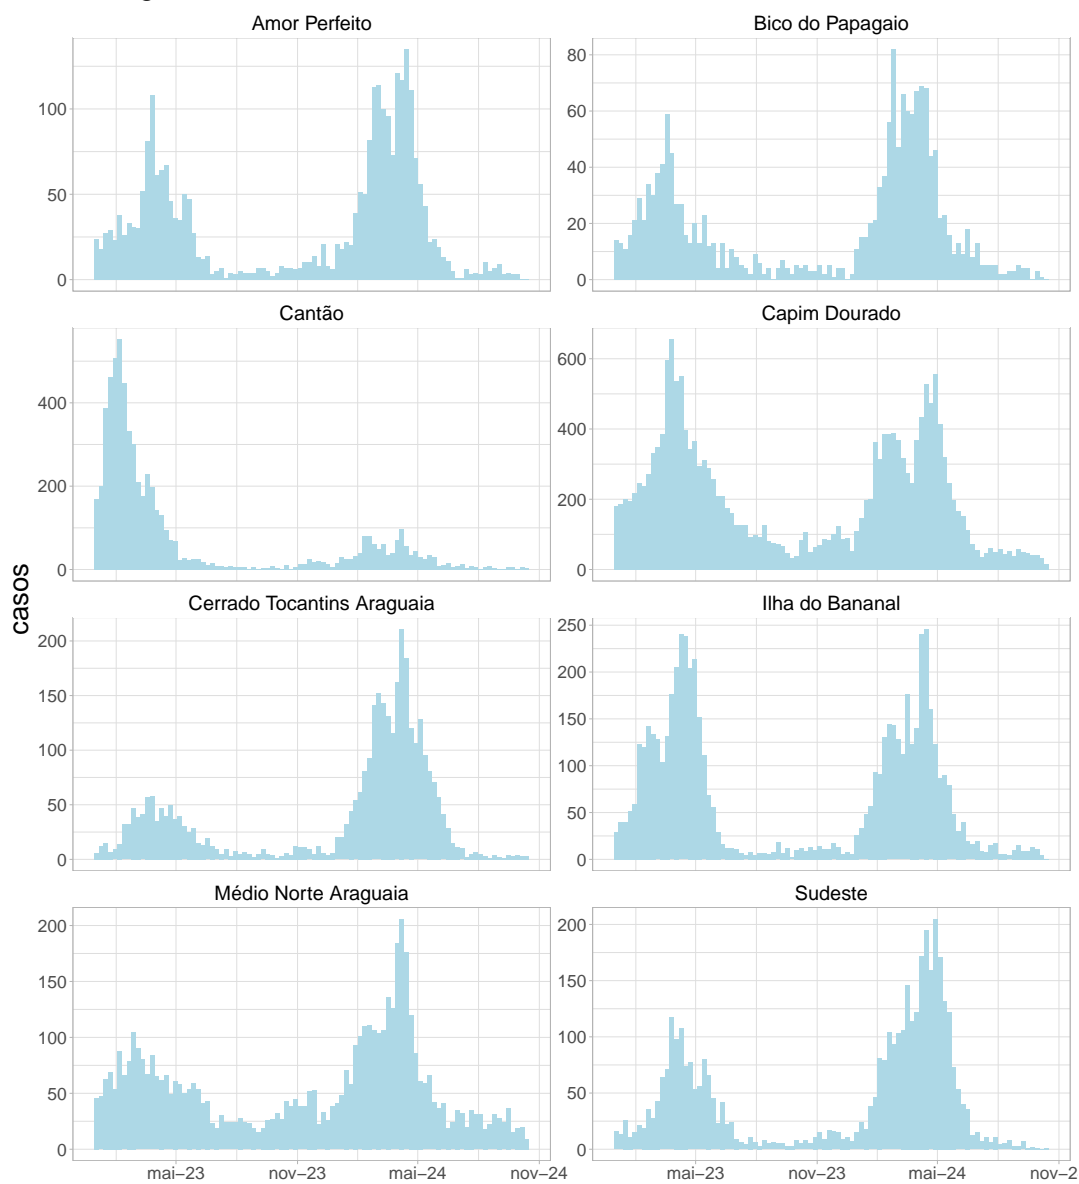 Amor Perfeito
Bico do Papagaio
100
50
0
80
60
40
20
0
Cantão
Capim Dourado
400
200
0
600
400
200
0
casos
Cerrado Tocantins Araguaia
Ilha do Bananal
200
150
100
50
0
250
200
150
100
50
0
Médio Norte Araguaia
Sudeste
200
150
100
50
0
200
150
100
50
0
mai–23
nov–23
mai–24
nov–24
mai–23
nov–23
mai–24
nov–2